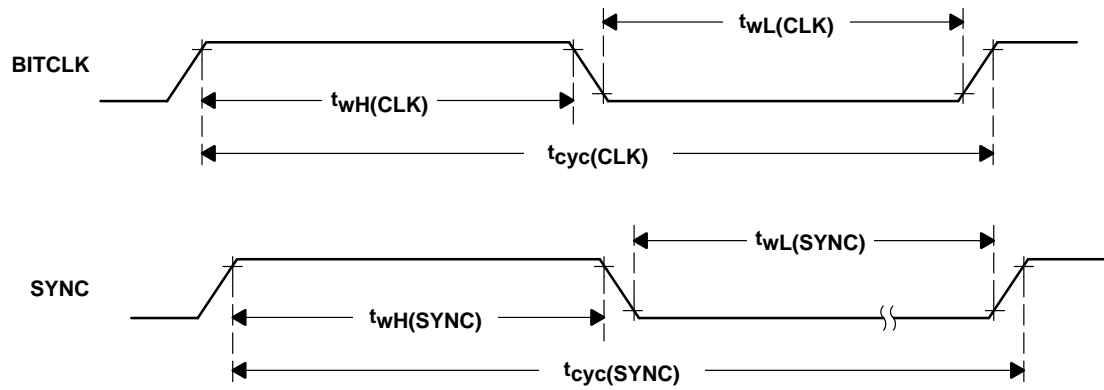 t_wL(CLK)
BITCLK
t_wH(CLK)
t_cyc(CLK)
t_wL(SYNC)
SYNC
t_wH(SYNC)
t_cyc(SYNC)